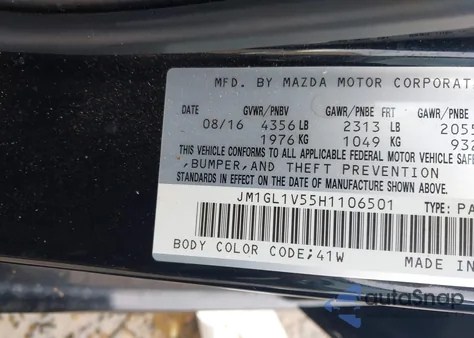 MFD. BY MAZDA MOTOR CORPORATI
DATE GVWR/PNBV GAWR/PNBE FRT GAWR/PNBE
08/16 4356 LB 2313 LB 2055
1976 KG 1049 KG 932
THIS VEHICLE CONFORMS TO ALL APPLICABLE FEDERAL MOTOR VEHICLE SAFE
,BUMPER,AND THEFT PREVENTION
STANDARDS IN EFFECT ON THE DATE OF MANUFACTURE SHOWN ABOVE.
JM1GL1V55H1106501 TYPE: PA
BODY COLOR CODE;41W MADE IN
autoSnap